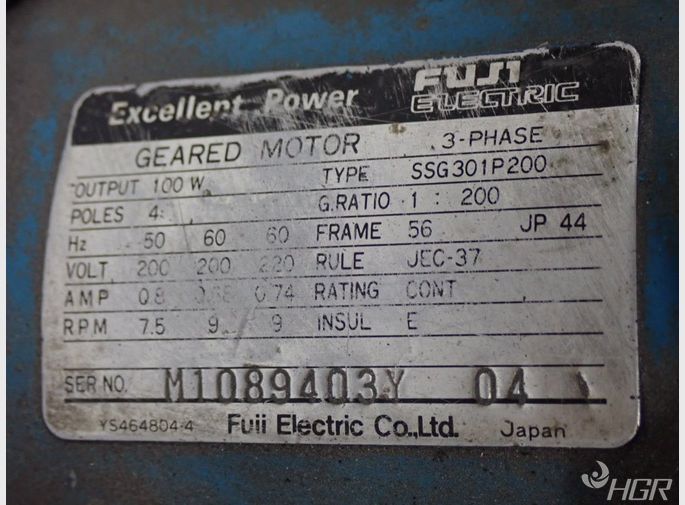 Excellent Power FUJI ELECTRIC
GEARED MOTOR 3-PHASE
OUTPUT 100 W TYPE SSG301P200
POLES 4 G.RATIO 1 : 200
Hz 50 60 60 FRAME 56 JP 44
VOLT 200 200 220 RULE JEC-37
AMP 0.8 0.74 RATING CONT
R.P.M 7.5 9 9 INSUL E
SER NO. M1089403Y 04
YS464804-4 Fuji Electric Co., Ltd. Japan
HGR